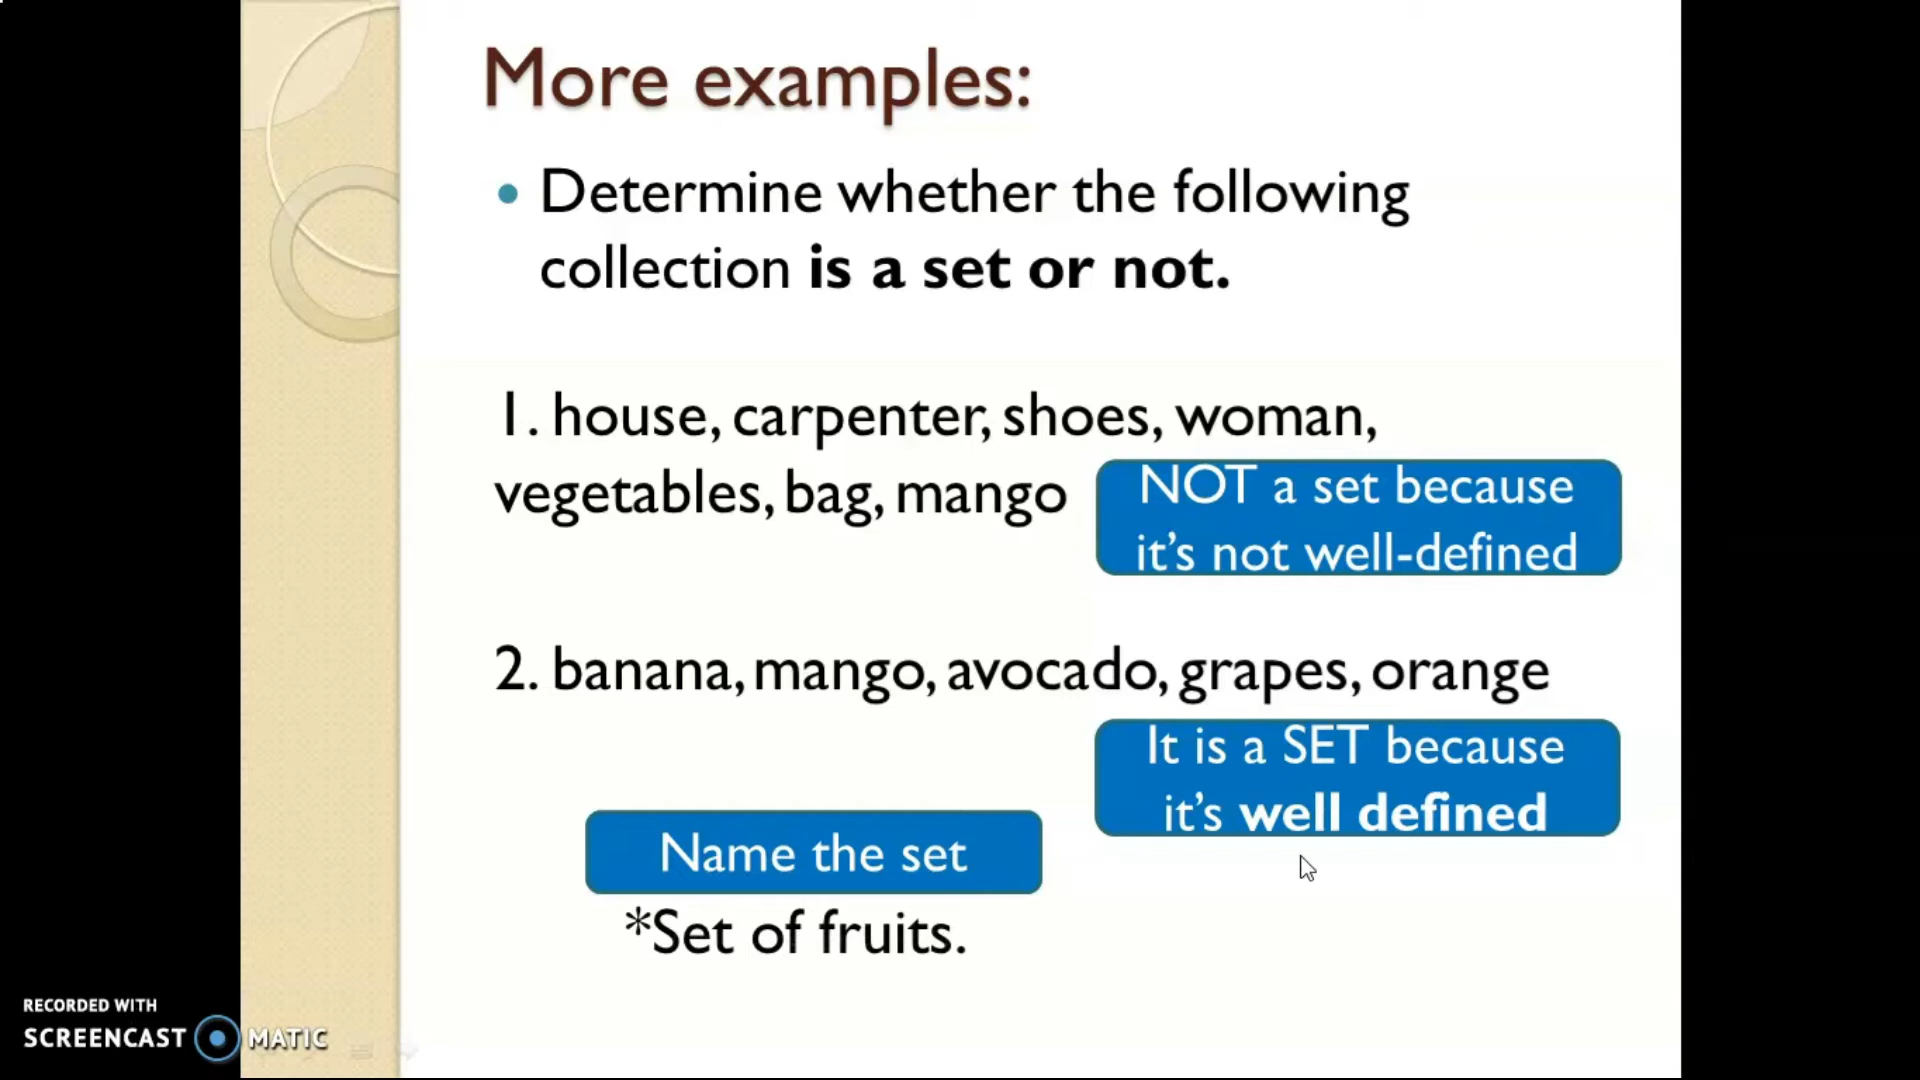 More examples:
• Determine whether the following
collection is a set or not.
1. house, carpenter, shoes, woman,
vegetables, bag, mango
NOT a set because
it's not well-defined
2. banana, mango, avocado, grapes, orange
It is a SET because
it's well defined
Name the set
*Set of fruits.
RECORDED WITH
SCREENCAST MATIC